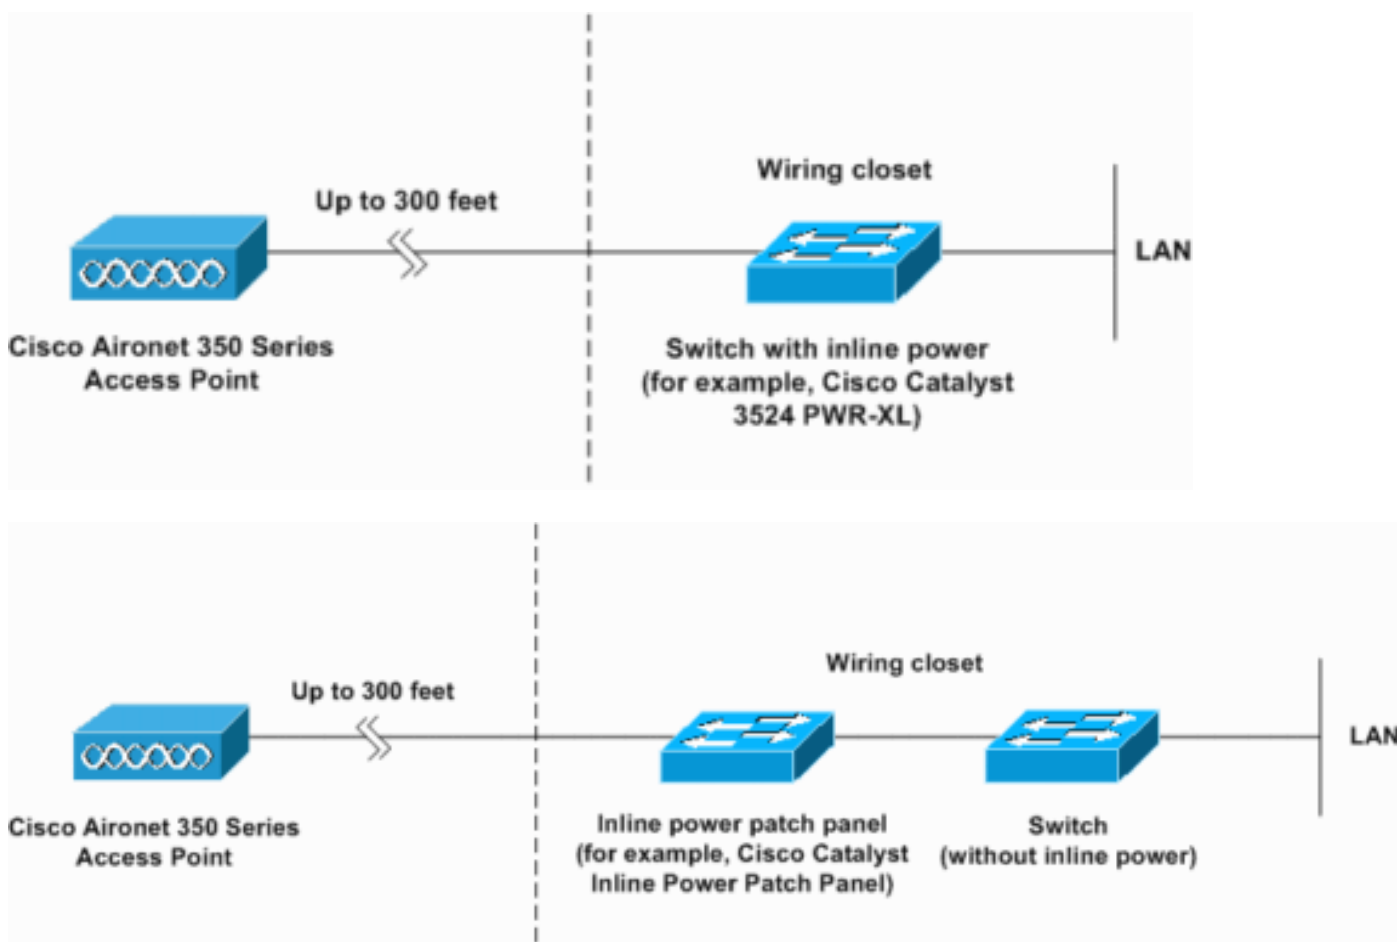 Wiring closet
Up to 300 feet
LAN
Cisco Aironet 350 Series
Access Point
Switch with inline power
(for example, Cisco Catalyst
3524 PWR-XL)
Wiring closet
Up to 300 feet
LAN
Cisco Aironet 350 Series
Access Point
Inline power patch panel
(for example, Cisco Catalyst
Inline Power Patch Panel)
Switch
(without inline power)